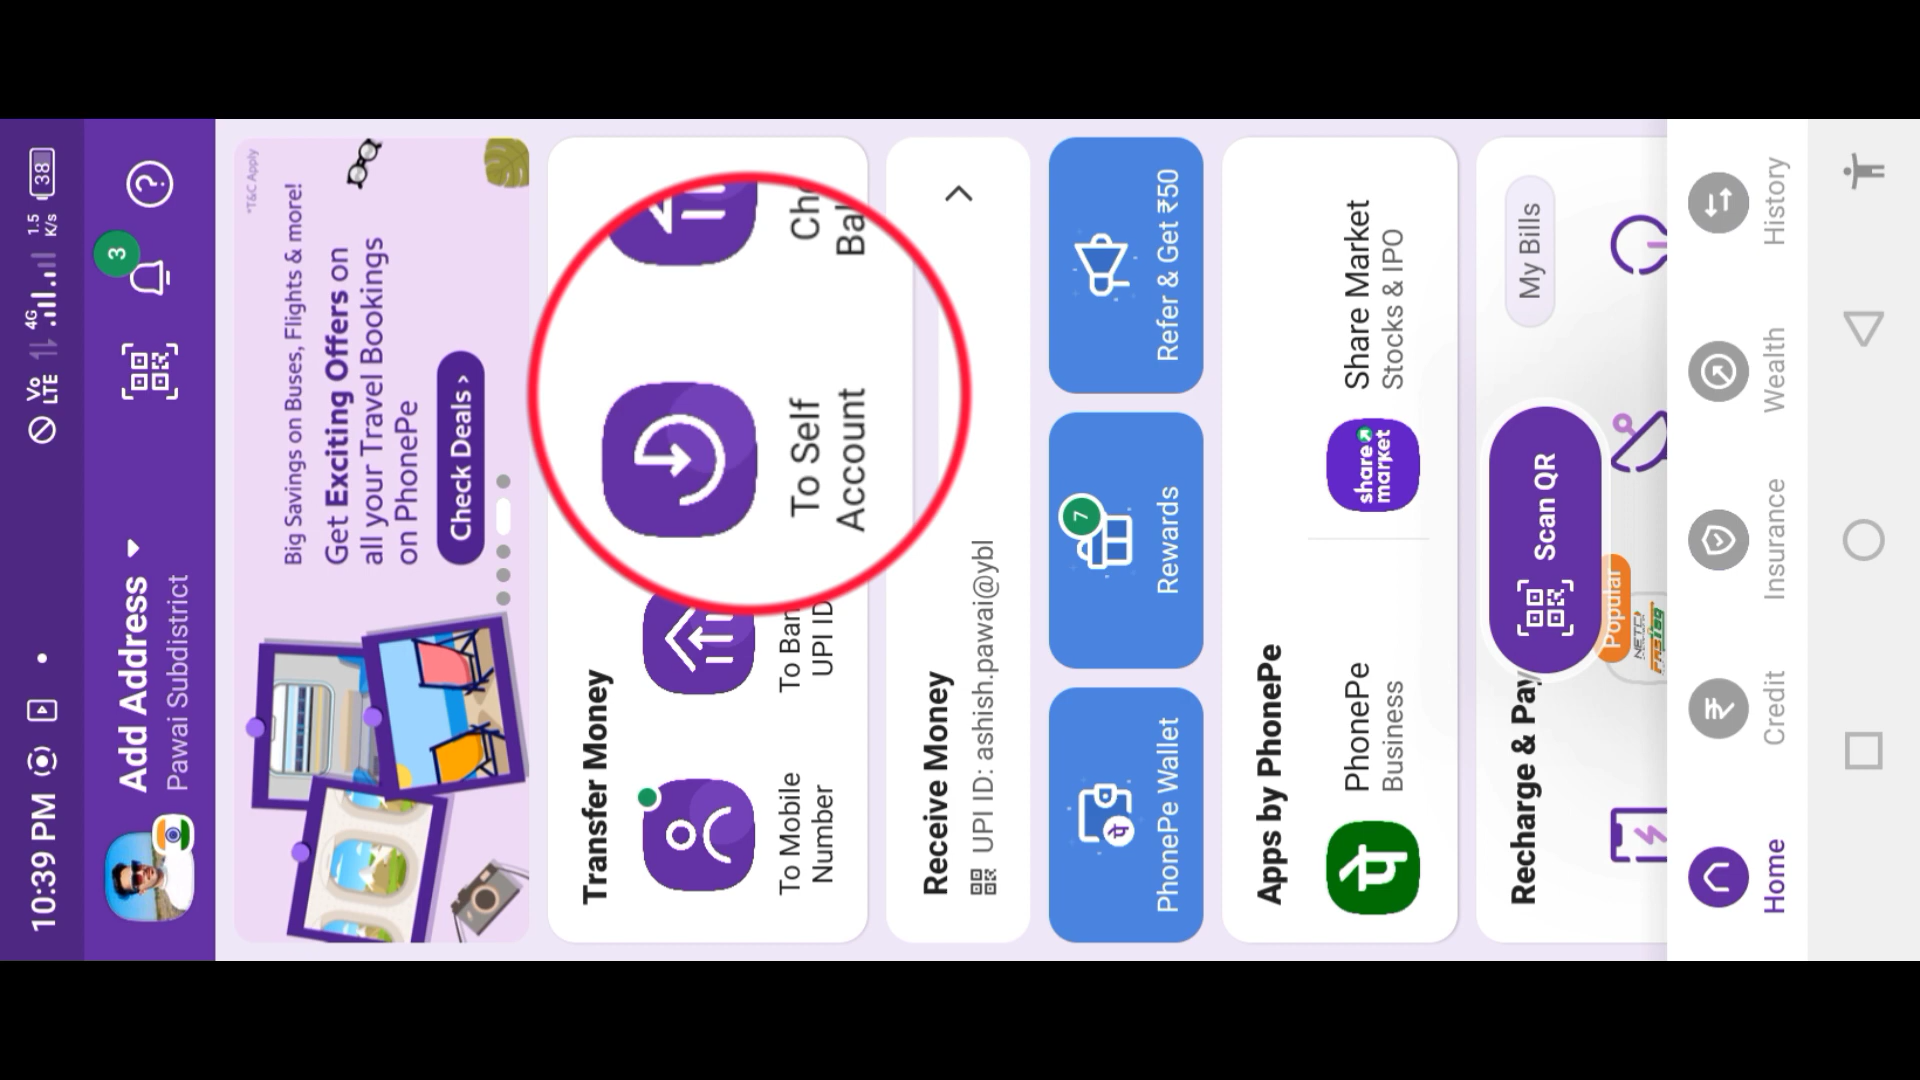 10:39 PM
4G
Vo
LTE
1.5
K/s
38
Add Address
Pawai Subdistrict
3
?
*T&C Apply
Big Savings on Buses, Flights & more!
Get Exciting Offers on
all your Travel Bookings
on PhonePe
Check Deals >
Transfer Money
To Mobile
Number
UPI ID
To Self
Account
Receive Money
UPI ID: ashish.pawai@ybl
PhonePe Wallet
7
Rewards
Refer & Get ₹50
Apps by PhonePe
पे
PhonePe
Business
share
market
Share Market
Stocks & IPO
Recharge & Pay
My Bills
Scan QR
Popular
NETC
FASTag
Home
Credit
Insurance
Wealth
History